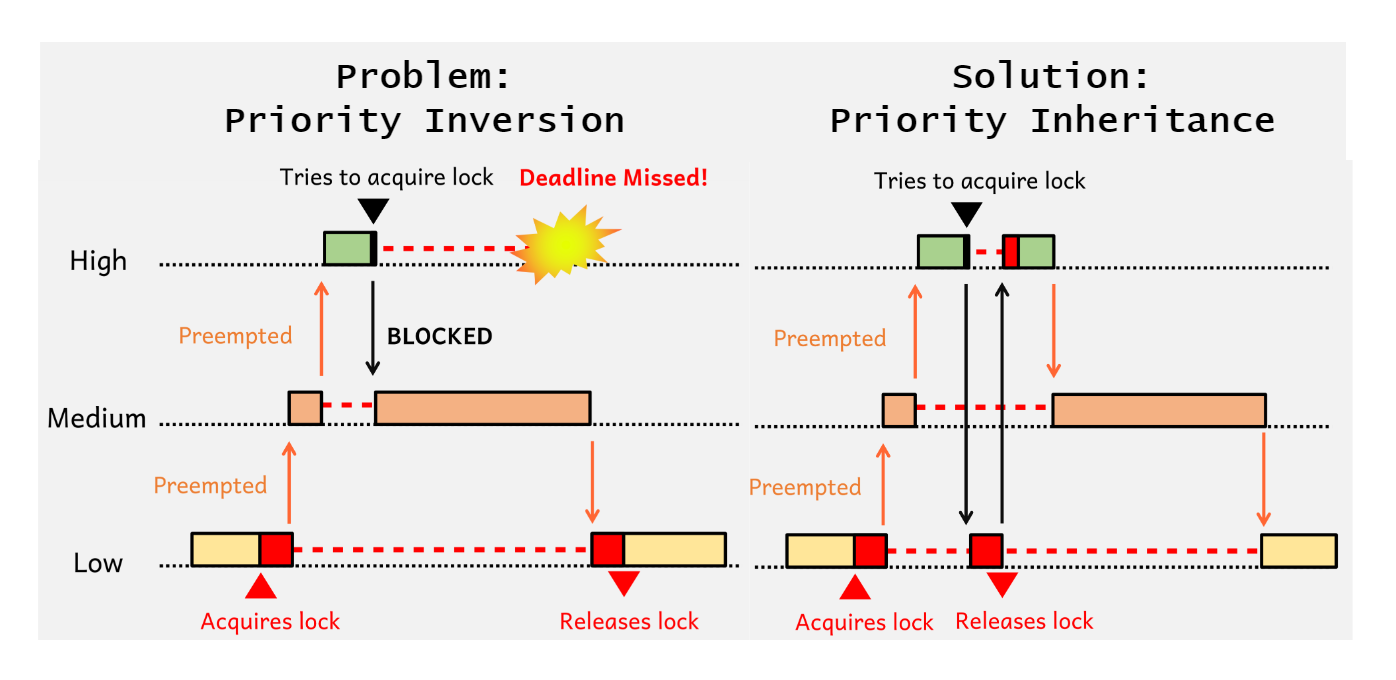 Problem:
Priority Inversion
Tries to acquire lock
Deadline Missed!
High
Preempted
BLOCKED
Medium
Preempted
Low
Acquires lock
Releases lock
Solution:
Priority Inheritance
Tries to acquire lock
Preempted
Preempted
Acquires lock
Releases lock